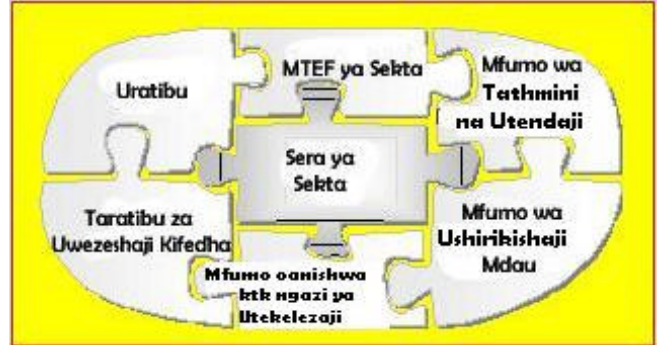 Uratibu
MTEF ya Sekta
Mfumo wa
Tathmini
na Utendaji
Sera ya
Sekta
Taratibu za
Uwezeshaji Kifedha
Mfumo oanishwa
ktk ngazi ya
Utekelezaji
Mfumo wa
Ushirikishaji
Mdau